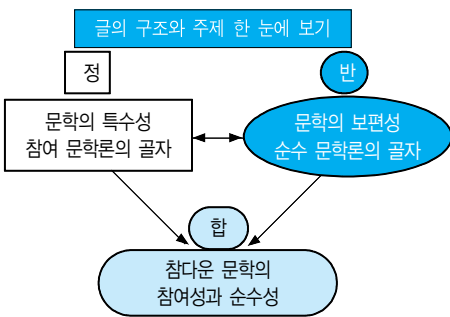 글의 구조와 주제 한 눈에 보기
정
반
문학의 특수성
참여 문학론의 골자
문학의 보편성
순수 문학론의 골자
합
참다운 문학의
참여성과 순수성